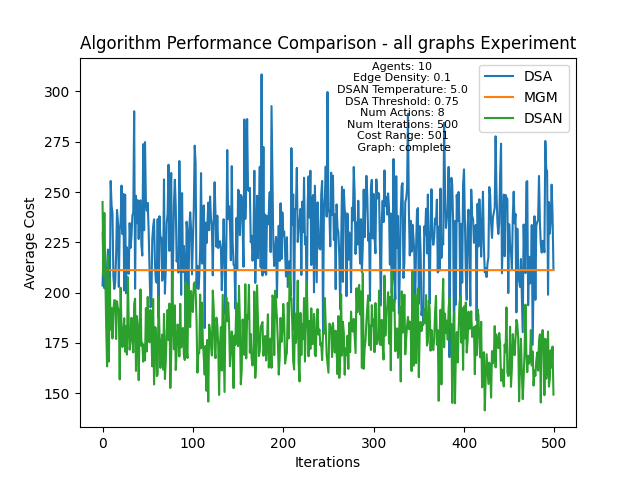 Algorithm Performance Comparison - all graphs Experiment
Agents: 10
Edge Density: 0.1
DSAN Temperature: 5.0
DSA Threshold: 0.75
Num Actions: 8
Num Iterations: 500
Cost Range: 501
Graph: complete
DSA
MGM
DSAN
Average Cost
300
275
250
225
200
175
150
0 100 200 300 400 500
Iterations